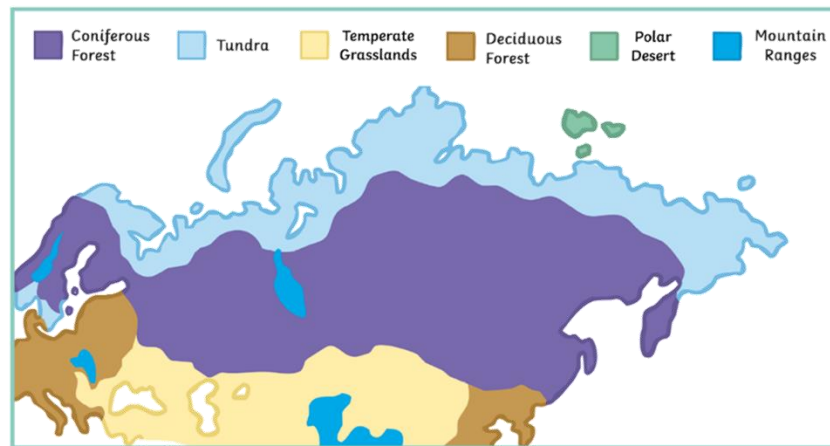 Coniferous
Forest
Tundra
Temperate
Grasslands
Deciduous
Forest
Polar
Desert
Mountain
Ranges